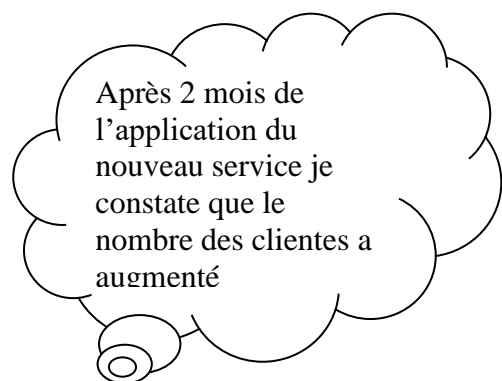 Après 2 mois de
l’application du
nouveau service je
constate que le
nombre des clientes a
augmenté